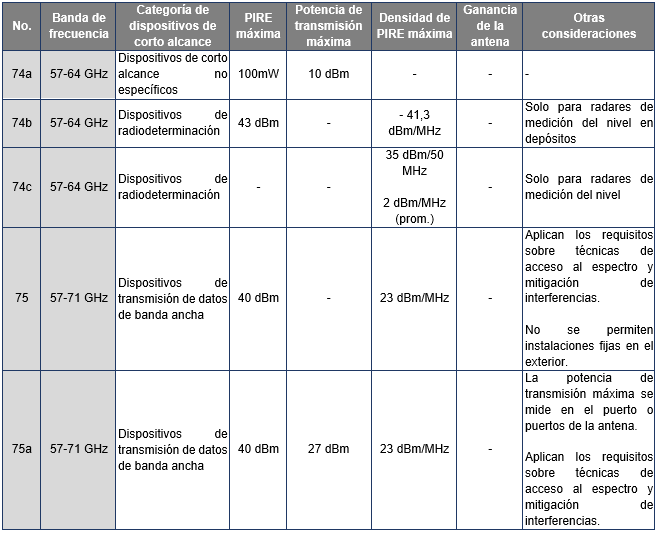 No.
Banda de
frecuencia
Categoría de
dispositivos de
corto alcance
PIRE
máxima
Potencia de
transmisión
máxima
Densidad de
PIRE máxima
Ganancia
de la
antena
Otras
consideraciones
74a
57-64 GHz
Dispositivos de corto
alcance no
específicos
100mW
10 dBm
-
-
-
74b
57-64 GHz
Dispositivos de
radiodeterminación
43 dBm
-
- 41,3
dBm/MHz
-
Solo para radares de
medición del nivel en
depósitos
74c
57-64 GHz
Dispositivos de
radiodeterminación
-
-
35 dBm/50
MHz
2 dBm/MHz
(prom.)
-
Solo para radares de
medición del nivel
75
57-71 GHz
Dispositivos de
transmisión de datos
de banda ancha
40 dBm
-
23 dBm/MHz
-
Aplican los requisitos
sobre técnicas de
acceso al espectro y
mitigación de
interferencias.
No se permiten
instalaciones fijas en el
exterior.
75a
57-71 GHz
Dispositivos de
transmisión de datos
de banda ancha
40 dBm
27 dBm
23 dBm/MHz
-
La potencia de
transmisión máxima se
mide en el puerto o
puertos de la antena.
Aplican los requisitos
sobre técnicas de
acceso al espectro y
mitigación de
interferencias.